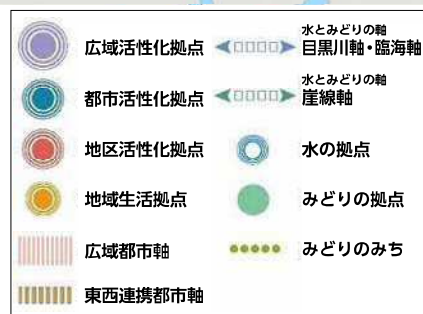 広域活性化拠点
水とみどりの軸
目黒川軸・臨海軸
都市活性化拠点
水とみどりの軸
崖線軸
地区活性化拠点
水の拠点
地域生活拠点
みどりの拠点
広域都市軸
みどりのみち
東西連携都市軸